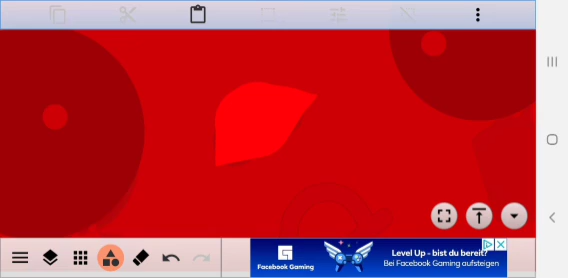 Facebook Gaming
Level Up - bist du bereit?
Bei Facebook Gaming aufsteigen